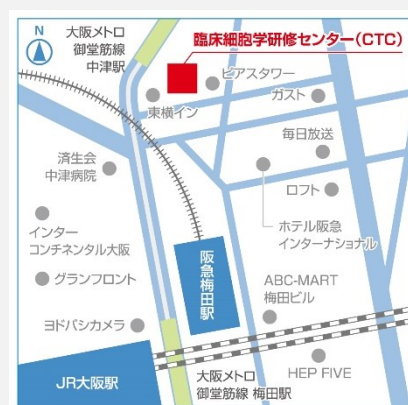 N
大阪メトロ
御堂筋線
中津駅
臨床細胞学研修センター(CTC)
ピアスタワー
ガスト
東横イン
毎日放送
済生会
中津病院
ロフト
インター
コンチネンタル大阪
ホテル阪急
インターナショナル
阪急梅田駅
グランフロント
ABC-MART
梅田ビル
ヨドバシカメラ
JR大阪駅
大阪メトロ
御堂筋線 梅田駅
HEP FIVE